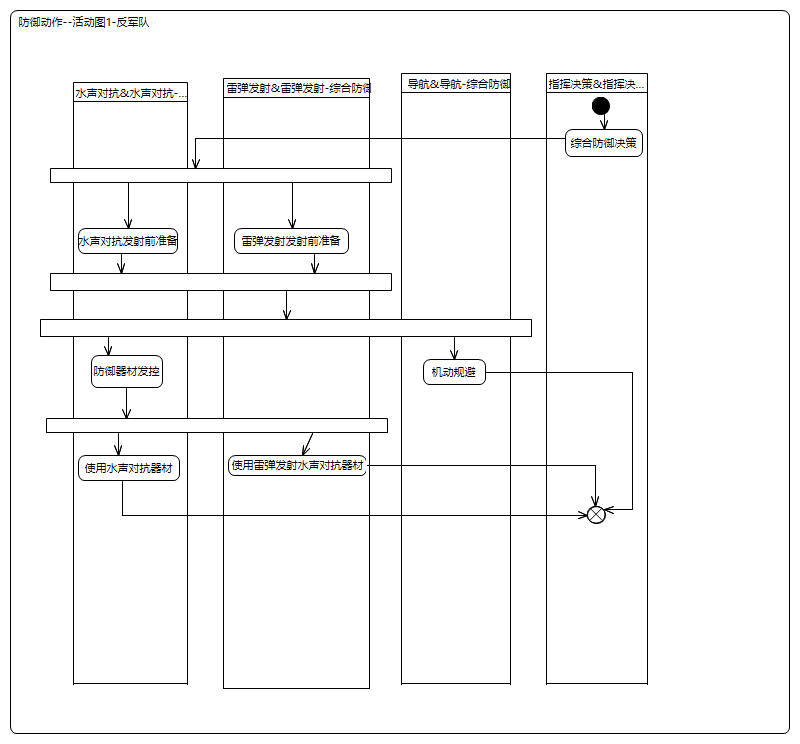 防御动作--活动图1-反军队
水声对抗&水声对抗-...
雷弹发射&雷弹发射-综合防御
导航&导航-综合防御
指挥决策&指挥决...
综合防御决策
水声对抗发射前准备
雷弹发射发射前准备
防御器材发控
机动规避
使用水声对抗器材
使用雷弹发射水声对抗器材